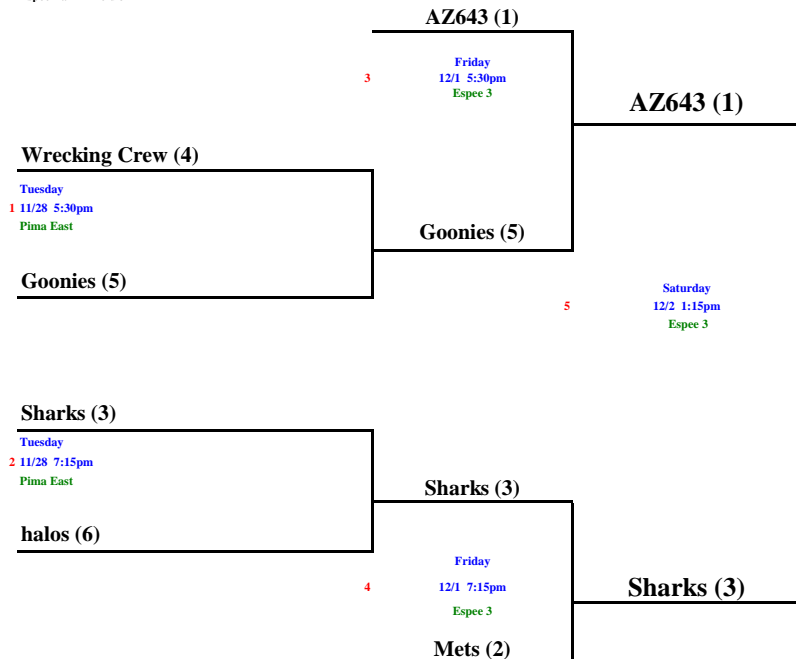 AZ643 (1)
Friday
3 12/1 5:30pm
Espee 3
AZ643 (1)
Wrecking Crew (4)
Tuesday
1 11/28 5:30pm
Pima East
Goonies (5)
Goonies (5)
Saturday
5 12/2 1:15pm
Espee 3
Sharks (3)
Tuesday
2 11/28 7:15pm
Pima East
Sharks (3)
halos (6)
Friday
4 12/1 7:15pm
Espee 3
Sharks (3)
Mets (2)